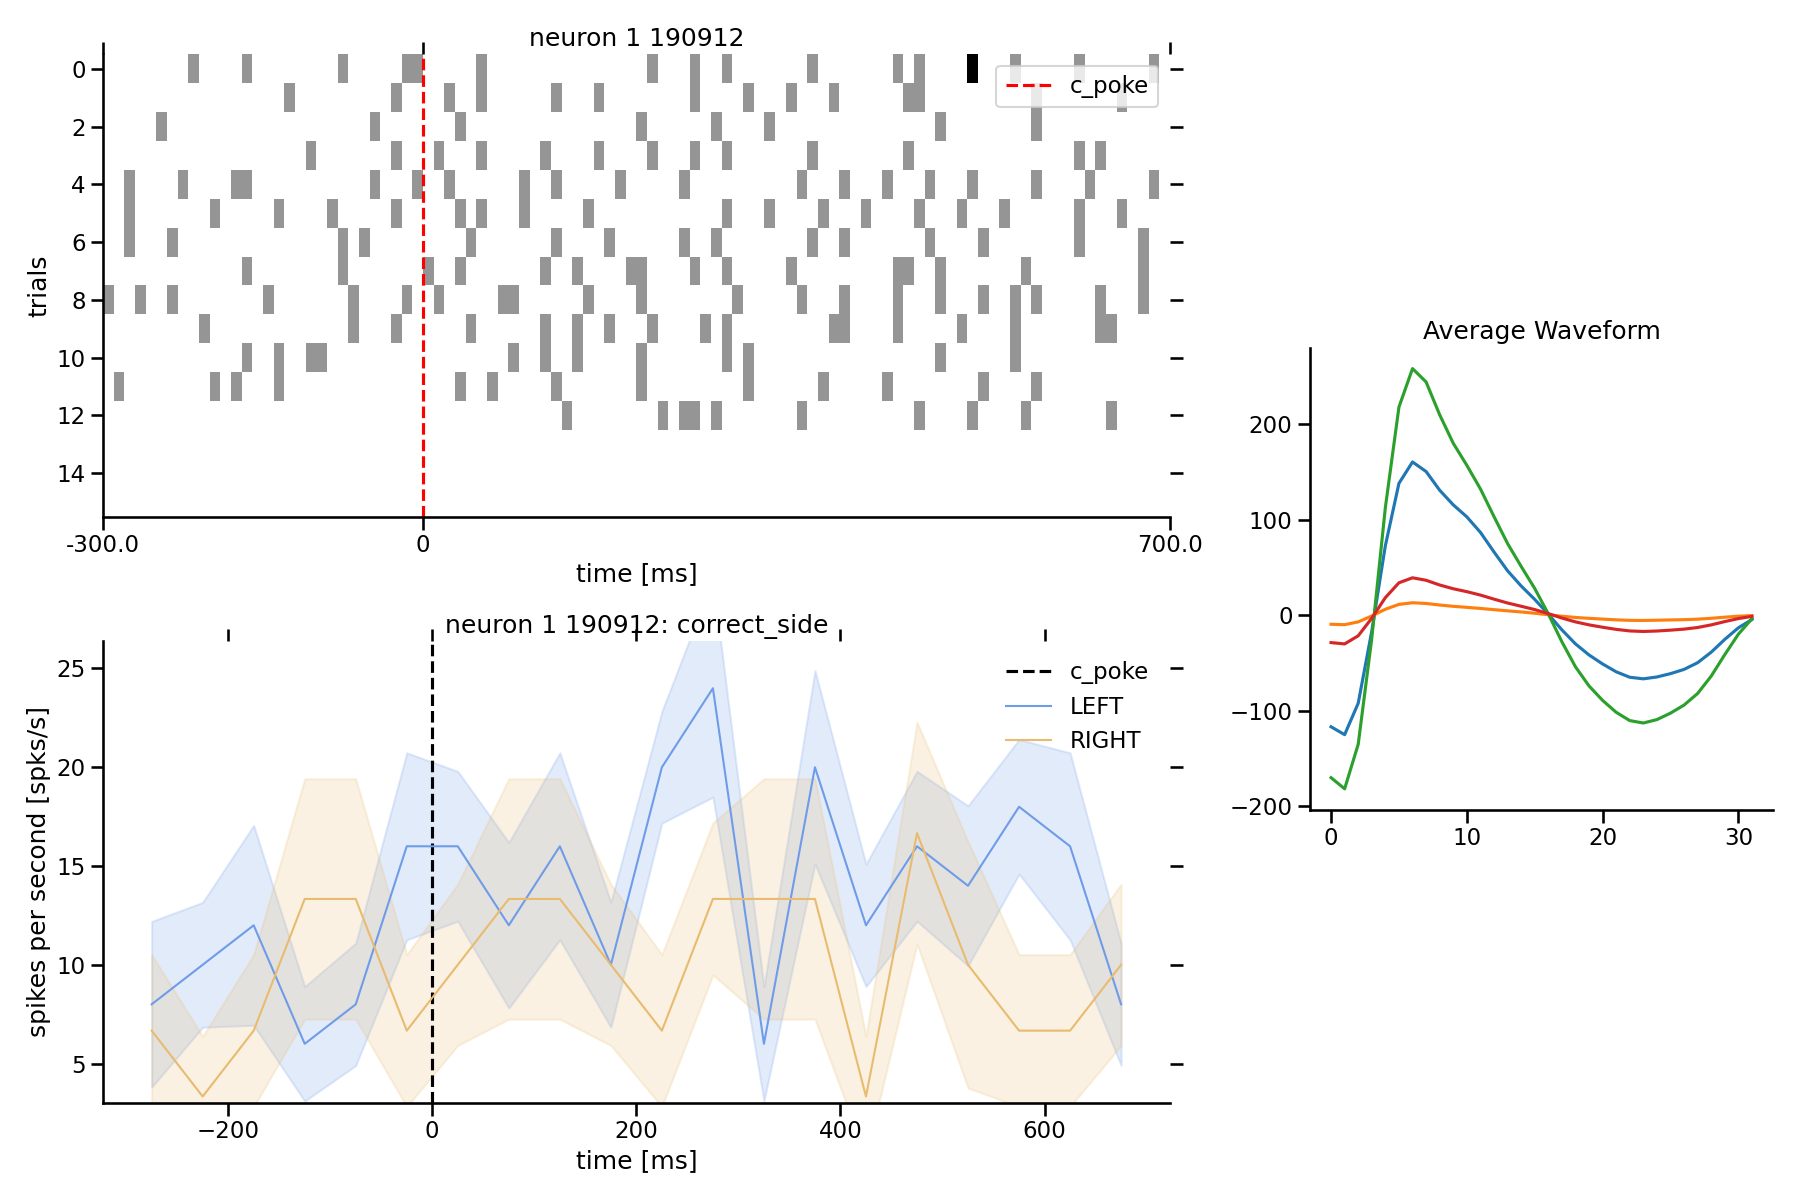 neuron 1 190912
0
2
4
6
8
10
12
14
trials
c_poke
-300.0
0
700.0
time [ms]
neuron 1 190912: correct_side
25
20
15
10
5
spikes per second [spks/s]
c_poke
LEFT
RIGHT
−200
0
200
400
600
time [ms]
Average Waveform
200
100
0
−100
−200
0
10
20
30